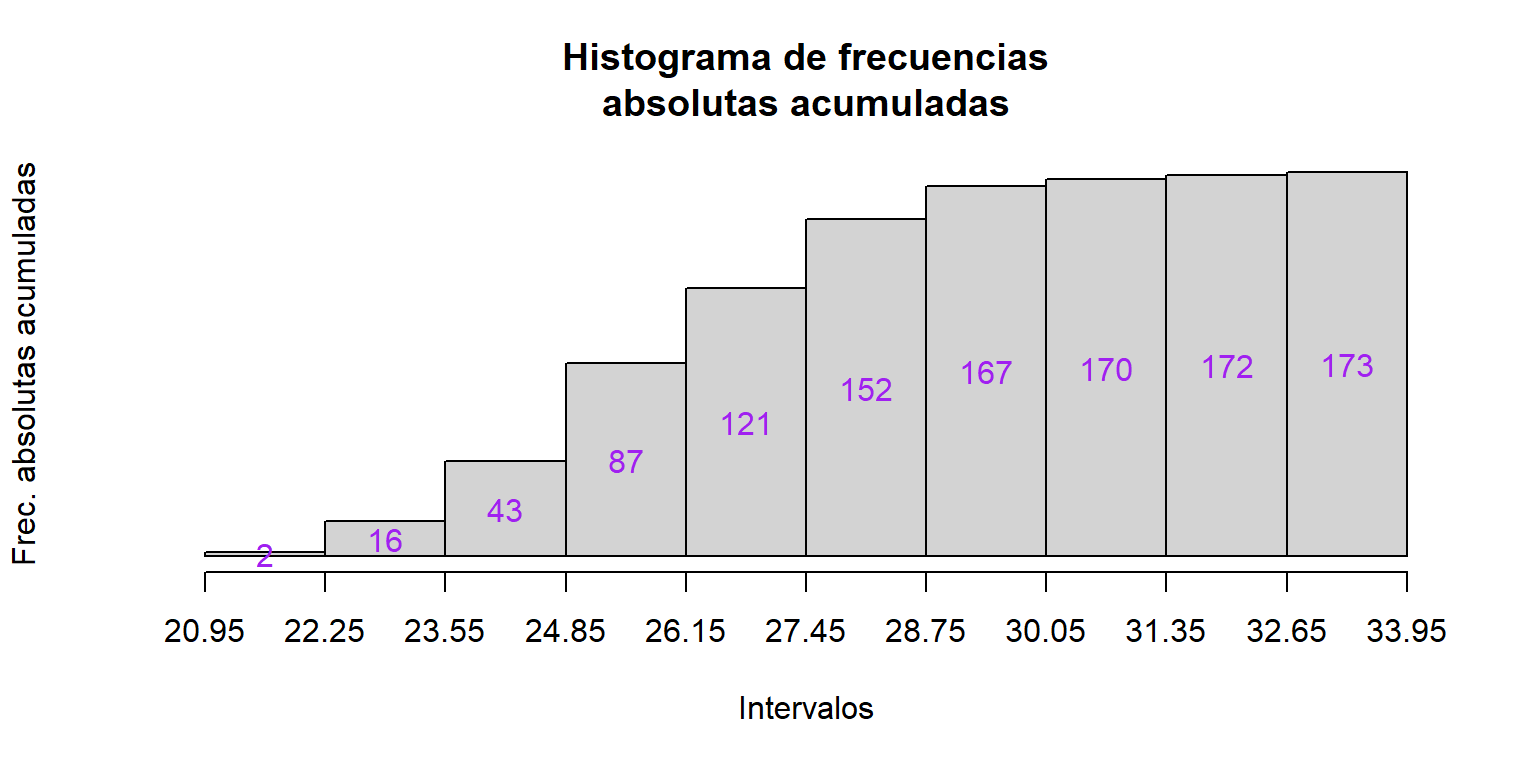 Histograma de frecuencias
absolutas acumuladas
Frec. absolutas acumuladas
2
16
43
87
121
152
167
170
172
173
20.95 22.25 23.55 24.85 26.15 27.45 28.75 30.05 31.35 32.65 33.95
Intervalos